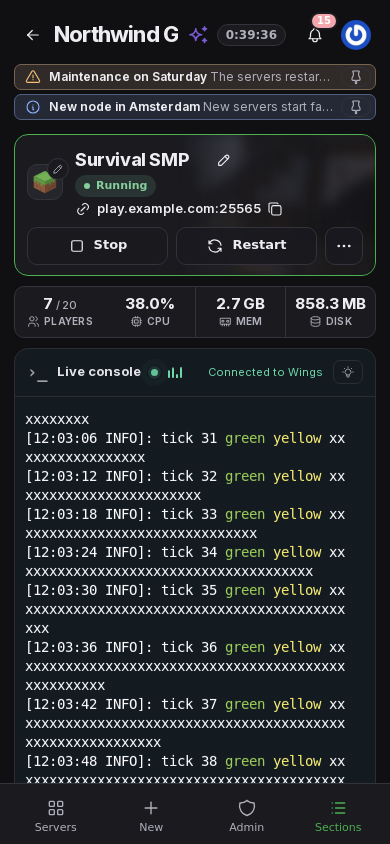 Northwind G
0:39:36
15
Maintenance on Saturday The servers restar...
New node in Amsterdam New servers start fa...
Survival SMP
Running
play.example.com:25565
Stop
Restart
7 / 20
PLAYERS
38.0%
CPU
2.7 GB
MEM
858.3 MB
DISK
Live console
Connected to Wings
xxxxxxxx
[12:03:06 INFO]: tick 31 green yellow xx
xxxxxxxxxxxxxxx
[12:03:12 INFO]: tick 32 green yellow xx
xxxxxxxxxxxxxxxxxxxxxx
[12:03:18 INFO]: tick 33 green yellow xx
xxxxxxxxxxxxxxxxxxxxxxxxxxxxx
[12:03:24 INFO]: tick 34 green yellow xx
xxxxxxxxxxxxxxxxxxxxxxxxxxxxxxxxxxxx
[12:03:30 INFO]: tick 35 green yellow xx
xxxxxxxxxxxxxxxxxxxxxxxxxxxxxxxxxxxxxxxx
xxx
[12:03:36 INFO]: tick 36 green yellow xx
xxxxxxxxxxxxxxxxxxxxxxxxxxxxxxxxxxxxxxxx
xxxxxxxxxx
[12:03:42 INFO]: tick 37 green yellow xx
xxxxxxxxxxxxxxxxxxxxxxxxxxxxxxxxxxxxxxxx
xxxxxxxxxxxxxxxxx
[12:03:48 INFO]: tick 38 green yellow xx
xxxxxxxxxxxxxxxxxxxxxxxxxxxxxxxxxxxxxxxx
Servers
New
Admin
Sections